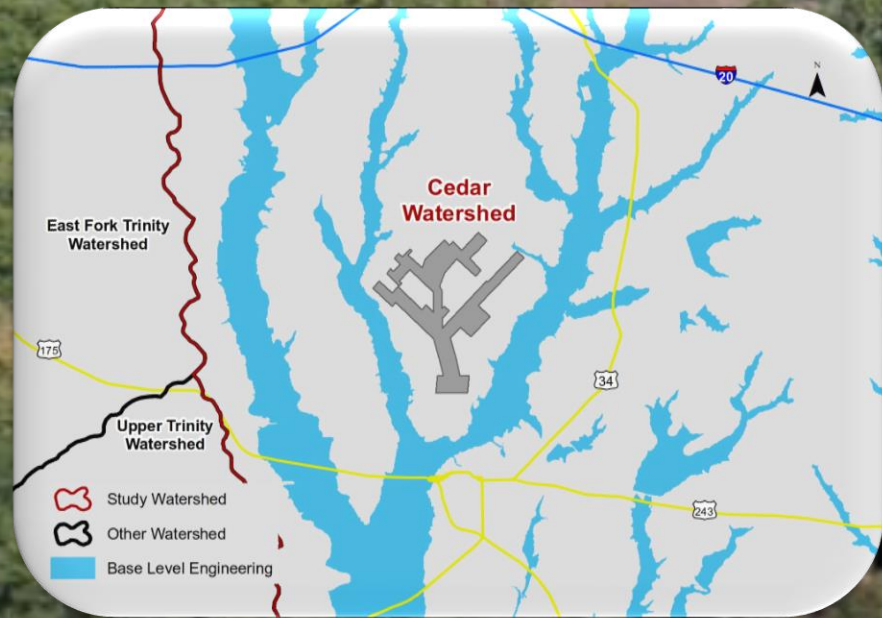 N
20
Cedar
Watershed
East Fork Trinity
Watershed
175
34
Upper Trinity
Watershed
Study Watershed
Other Watershed
243
Base Level Engineering